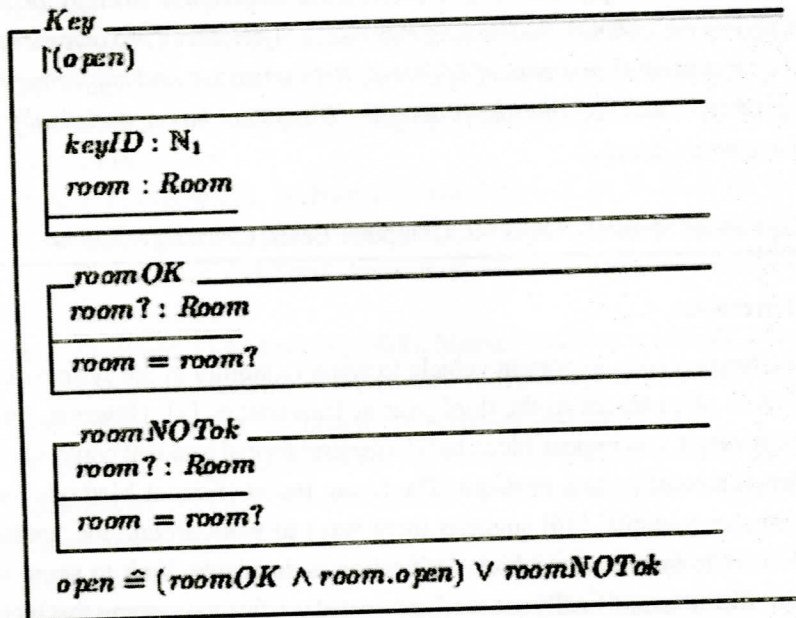 Key
↾(open)
keyID : ℕ₁
room : Room
roomOK
room? : Room
room = room?
roomNOTok
room? : Room
room = room?
open ≙ (roomOK ∧ room.open) ∨ roomNOTok